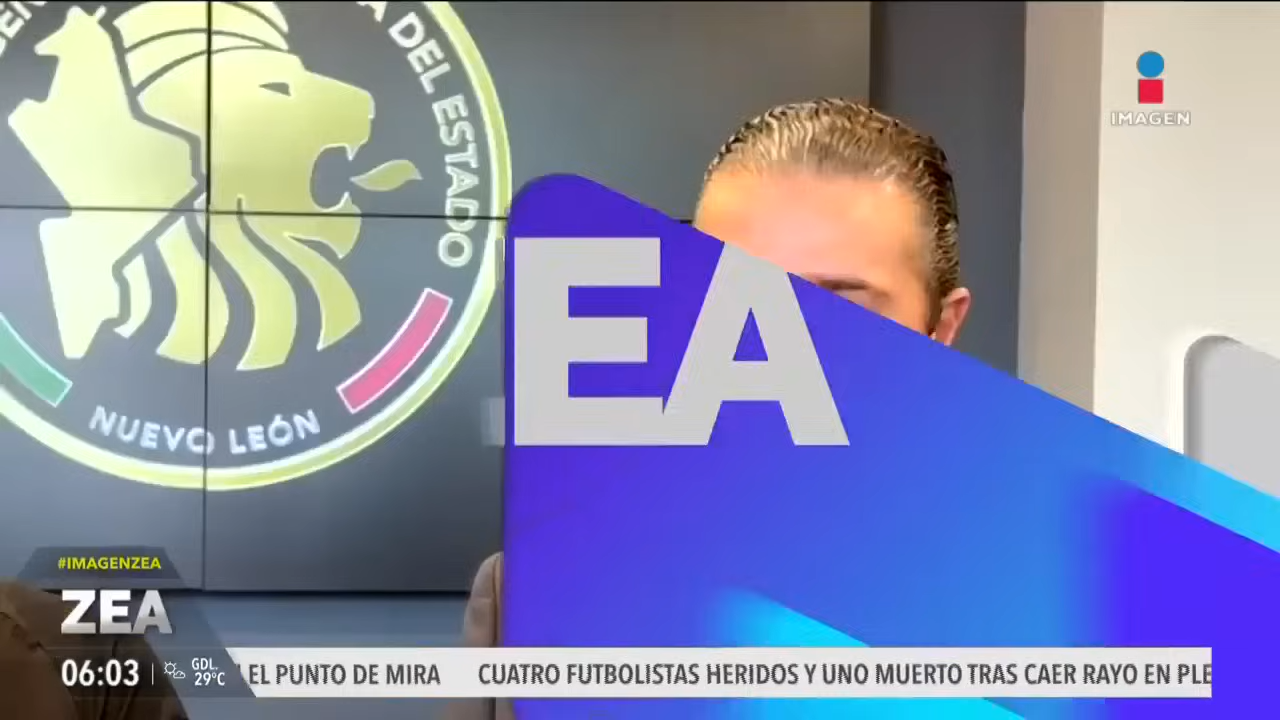 A DEL ESTADO
NUEVO LEÓN
IMAGEN
EA
#IMAGENZEA
ZEA
06:03
GDL.
29°C
EL PUNTO DE MIRA CUATRO FUTBOLISTAS HERIDOS Y UNO MUERTO TRAS CAER RAYO EN PLE